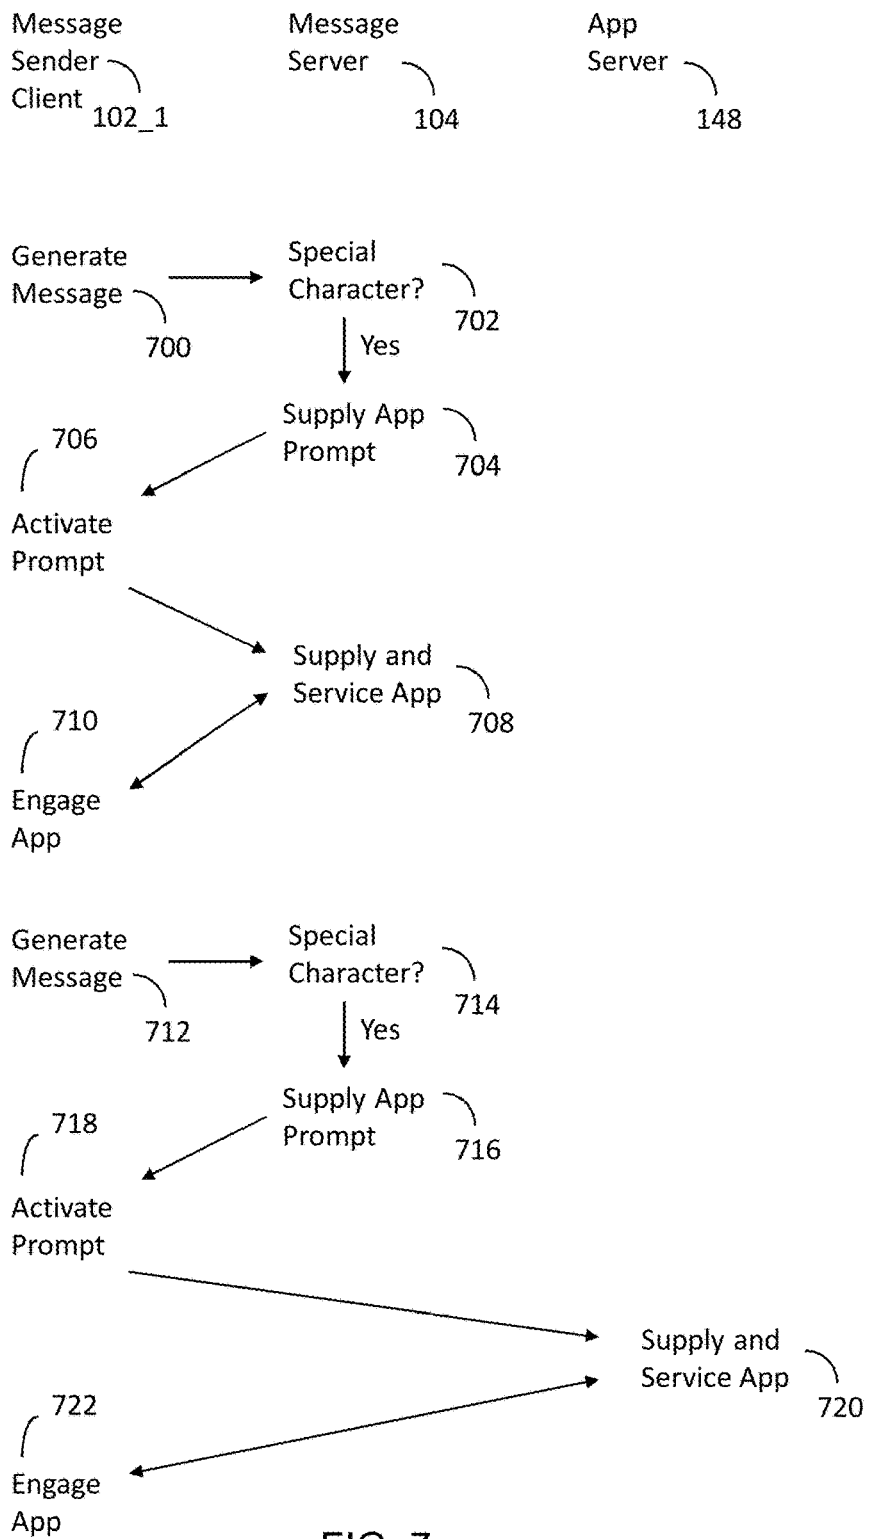 Message
Sender
Client
102_1
Message
Server
104
App
Server
148
Generate
Message
700
Special
Character?
702
Yes
Supply App
Prompt
704
706
Activate
Prompt
Supply and
Service App
708
710
Engage
App
Generate
Message
712
Special
Character?
714
Yes
Supply App
Prompt
716
718
Activate
Prompt
Supply and
Service App
720
722
Engage
App
FIG. 7